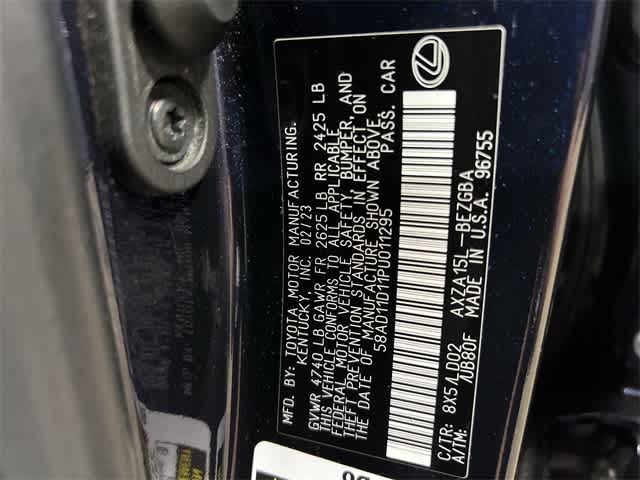 MFD. BY: TOYOTA MOTOR MANUFACTURING.
KENTUCKY, INC. 02/23
GVWR 4740 LB GAWR FR 2625 LB RR 2425 LB
THIS VEHICLE CONFORMS TO ALL APPLICABLE
FEDERAL MOTOR VEHICLE SAFETY, BUMPER, AND
THEFT PREVENTION STANDARDS IN EFFECT ON
THE DATE OF MANUFACTURE SHOWN ABOVE.
58AD11D11PU011295 PASS. CAR
C/TR: 8X5/LD02 AXZA15L-BEZGBA
A/TM: /UB80F MADE IN U.S.A. 96755